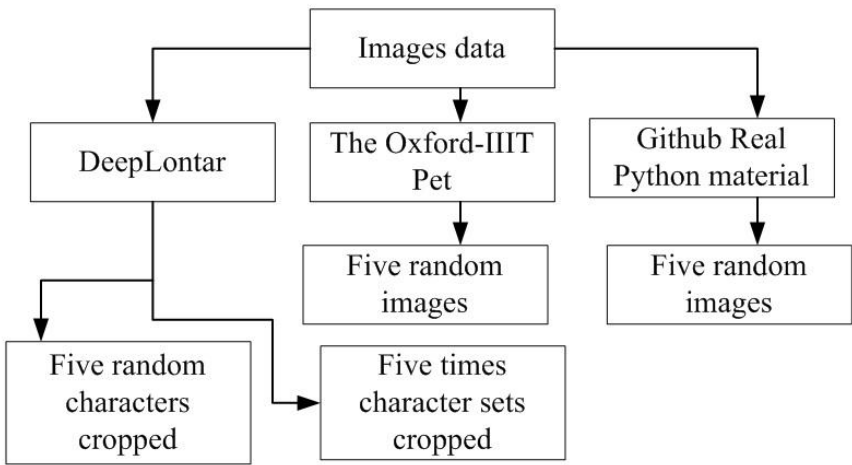 Images data
DeepLontar
The Oxford-IIIT
Pet
Github Real
Python material
Five random
images
Five random
images
Five random
characters
cropped
Five times
character sets
cropped